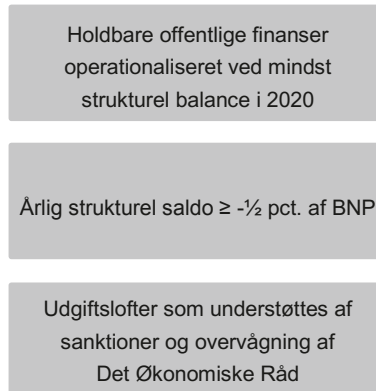 Holdbare offentlige finanser
operationaliseret ved mindst
strukturel balance i 2020
Årlig strukturel saldo ≥ -½ pct. af BNP
Udgiftslofter som understøttes af
sanktioner og overvågning af
Det Økonomiske Råd